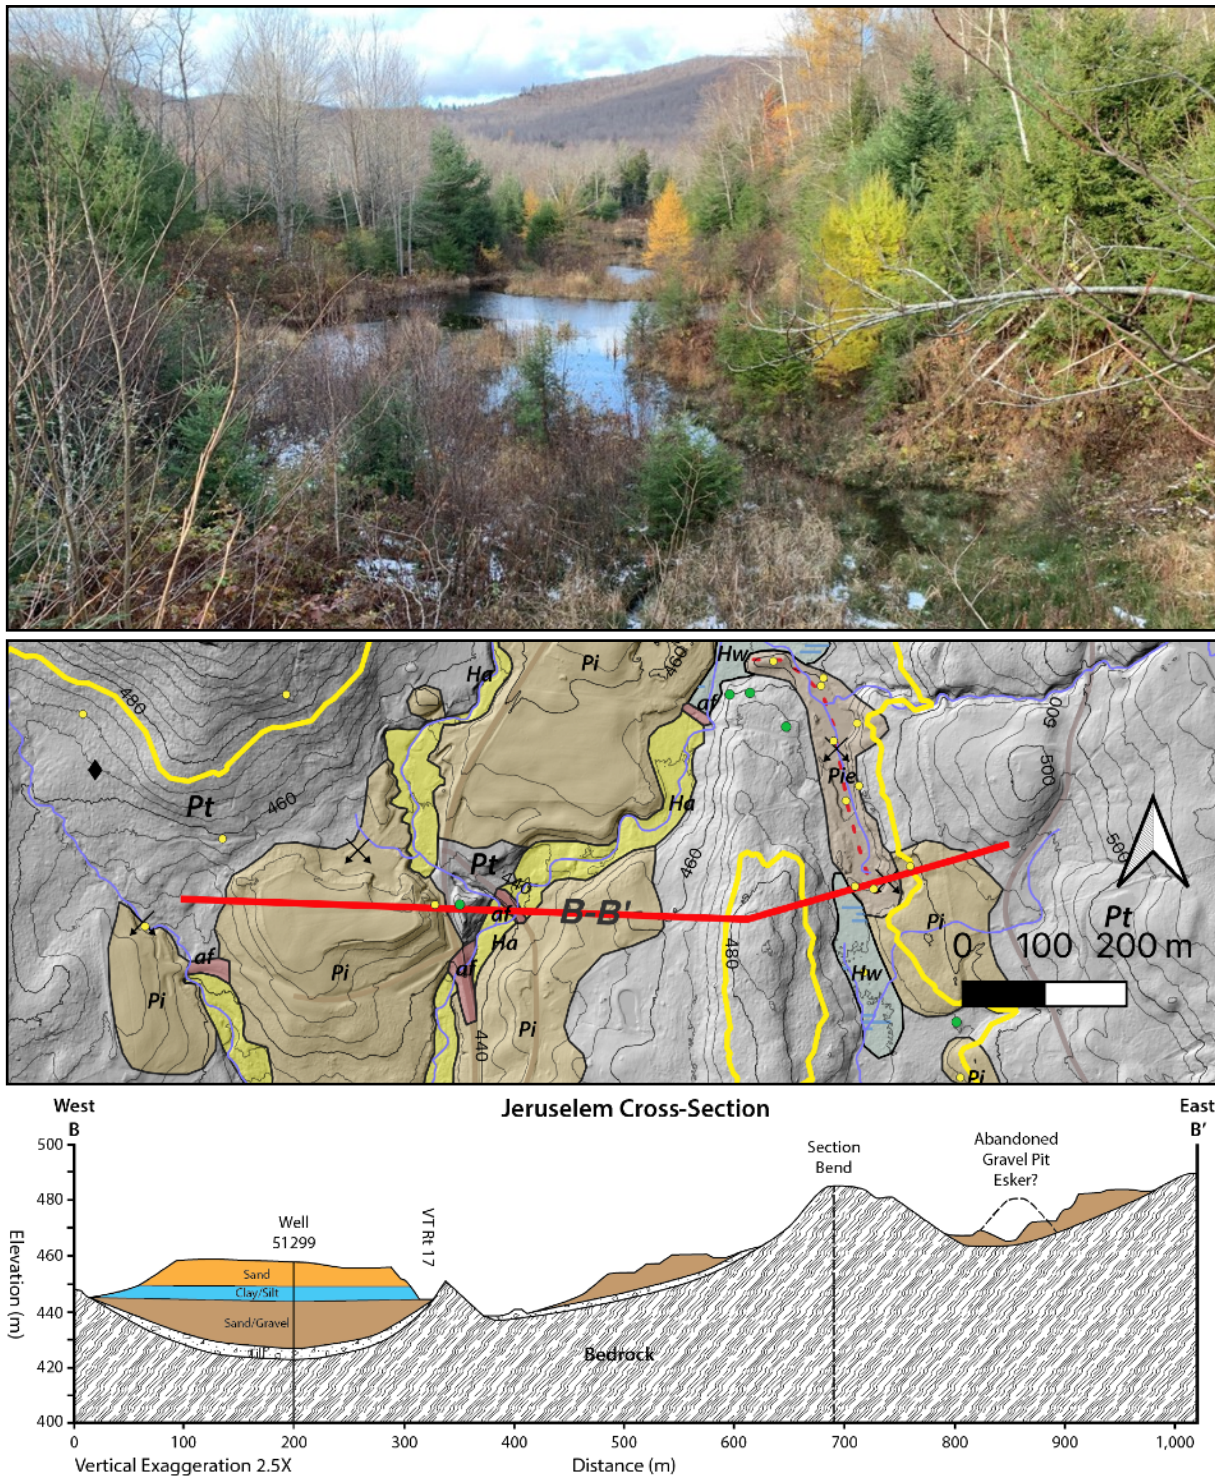 Ha
Pi
460
Hw
500
480
af
Pie
500
460
Pt
Ha
460
500
Pt
440
af
B-B'
Ha
Pi
0 100 200 m
Pt
af
af
Pi
480
Hw
Pi
Pi
440
Pi
West
B
Jeruselem Cross-Section
East
B'
500
480
460
440
420
400
Elevation (m)
Well
51299
VT Rt 17
Section
Bend
Abandoned
Gravel Pit
Esker?
Sand
Clay/Silt
Sand/Gravel
Till
Bedrock
0 100 200 300 400 500 600 700 800 900 1,000
Vertical Exaggeration 2.5X
Distance (m)